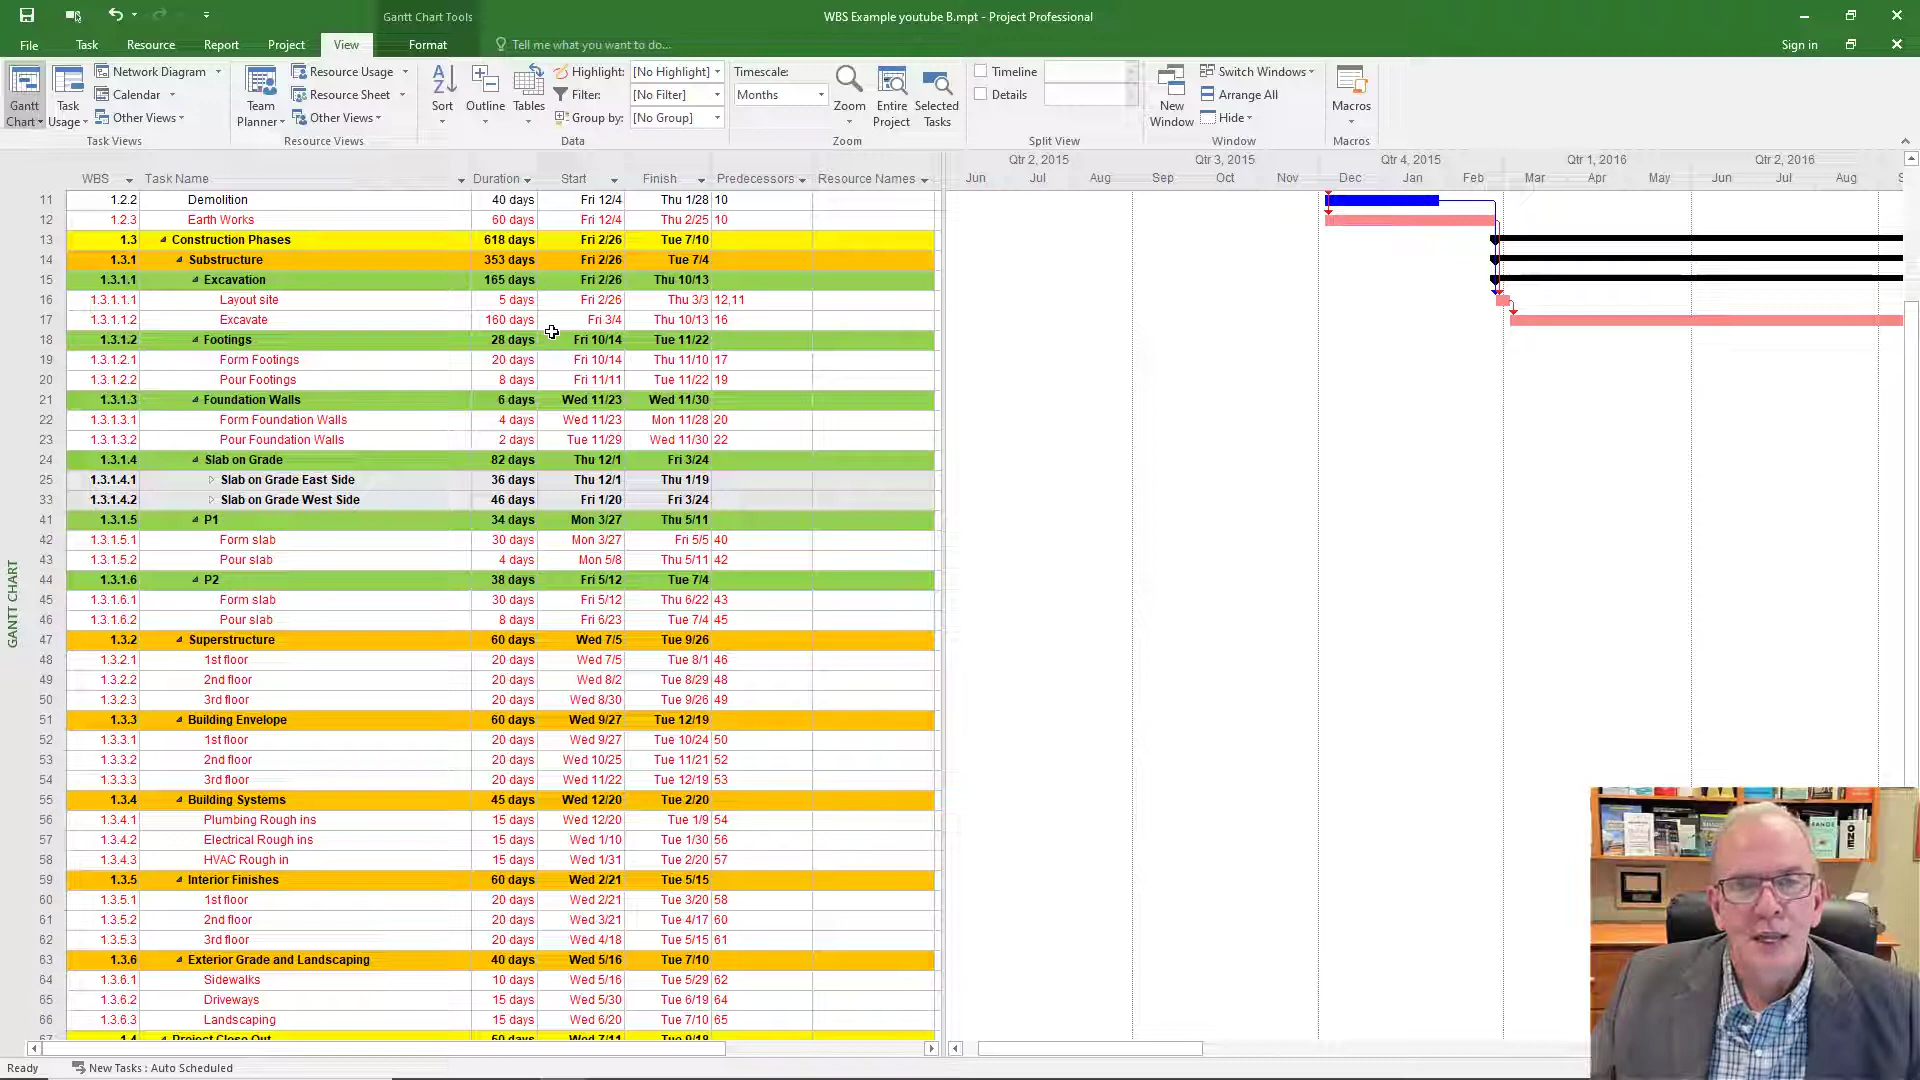 Gantt Chart Tools
WBS Example youtube B.mpt - Project Professional
File Task Resource Report Project View Format Tell me what you want to do... Sign in
Gantt Chart
Task Usage
Network Diagram
Calendar
Other Views
Task Views
Team Planner
Resource Usage
Resource Sheet
Other Views
Resource Views
Sort
Outline
Tables
Highlight: [No Highlight]
Filter: [No Filter]
Group by: [No Group]
Data
Timescale:
Months
Zoom
Entire Project
Selected Tasks
Zoom
Timeline
Details
Split View
New Window
Switch Windows
Arrange All
Hide
Window
Macros
Macros
WBS Task Name Duration Start Finish Predecessors Resource Names
Qtr 2, 2015 Qtr 3, 2015 Qtr 4, 2015 Qtr 1, 2016 Qtr 2, 2016
Jun Jul Aug Sep Oct Nov Dec Jan Feb Mar Apr May Jun Jul Aug S
11 1.2.2 Demolition 40 days Fri 12/4 Thu 1/28 10
12 1.2.3 Earth Works 60 days Fri 12/4 Thu 2/25 10
13 1.3 Construction Phases 618 days Fri 2/26 Tue 7/10
14 1.3.1 Substructure 353 days Fri 2/26 Tue 7/4
15 1.3.1.1 Excavation 165 days Fri 2/26 Thu 10/13
16 1.3.1.1.1 Layout site 5 days Fri 2/26 Thu 3/3 12,11
17 1.3.1.1.2 Excavate 160 days Fri 3/4 Thu 10/13 16
18 1.3.1.2 Footings 28 days Fri 10/14 Tue 11/22
19 1.3.1.2.1 Form Footings 20 days Fri 10/14 Thu 11/10 17
20 1.3.1.2.2 Pour Footings 8 days Fri 11/11 Tue 11/22 19
21 1.3.1.3 Foundation Walls 6 days Wed 11/23 Wed 11/30
22 1.3.1.3.1 Form Foundation Walls 4 days Wed 11/23 Mon 11/28 20
23 1.3.1.3.2 Pour Foundation Walls 2 days Tue 11/29 Wed 11/30 22
24 1.3.1.4 Slab on Grade 82 days Thu 12/1 Fri 3/24
25 1.3.1.4.1 Slab on Grade East Side 36 days Thu 12/1 Thu 1/19
33 1.3.1.4.2 Slab on Grade West Side 46 days Fri 1/20 Fri 3/24
41 1.3.1.5 P1 34 days Mon 3/27 Thu 5/11
42 1.3.1.5.1 Form slab 30 days Mon 3/27 Fri 5/5 40
43 1.3.1.5.2 Pour slab 4 days Mon 5/8 Thu 5/11 42
44 1.3.1.6 P2 38 days Fri 5/12 Tue 7/4
45 1.3.1.6.1 Form slab 30 days Fri 5/12 Thu 6/22 43
46 1.3.1.6.2 Pour slab 8 days Fri 6/23 Tue 7/4 45
47 1.3.2 Superstructure 60 days Wed 7/5 Tue 9/26
48 1.3.2.1 1st floor 20 days Wed 7/5 Tue 8/1 46
49 1.3.2.2 2nd floor 20 days Wed 8/2 Tue 8/29 48
50 1.3.2.3 3rd floor 20 days Wed 8/30 Tue 9/26 49
51 1.3.3 Building Envelope 60 days Wed 9/27 Tue 12/19
52 1.3.3.1 1st floor 20 days Wed 9/27 Tue 10/24 50
53 1.3.3.2 2nd floor 20 days Wed 10/25 Tue 11/21 52
54 1.3.3.3 3rd floor 20 days Wed 11/22 Tue 12/19 53
55 1.3.4 Building Systems 45 days Wed 12/20 Tue 2/20
56 1.3.4.1 Plumbing Rough ins 15 days Wed 12/20 Tue 1/9 54
57 1.3.4.2 Electrical Rough ins 15 days Wed 1/10 Tue 1/30 56
58 1.3.4.3 HVAC Rough in 15 days Wed 1/31 Tue 2/20 57
59 1.3.5 Interior Finishes 60 days Wed 2/21 Tue 5/15
60 1.3.5.1 1st floor 20 days Wed 2/21 Tue 3/20 58
61 1.3.5.2 2nd floor 20 days Wed 3/21 Tue 4/17 60
62 1.3.5.3 3rd floor 20 days Wed 4/18 Tue 5/15 61
63 1.3.6 Exterior Grade and Landscaping 40 days Wed 5/16 Tue 7/10
64 1.3.6.1 Sidewalks 10 days Wed 5/16 Tue 5/29 62
65 1.3.6.2 Driveways 15 days Wed 5/30 Tue 6/19 64
66 1.3.6.3 Landscaping 15 days Wed 6/20 Tue 7/10 65
67 1.4 Project Close Out 50 days Wed 7/11 Tue 9/18
GANTT CHART
Ready New Tasks : Auto Scheduled
ONE